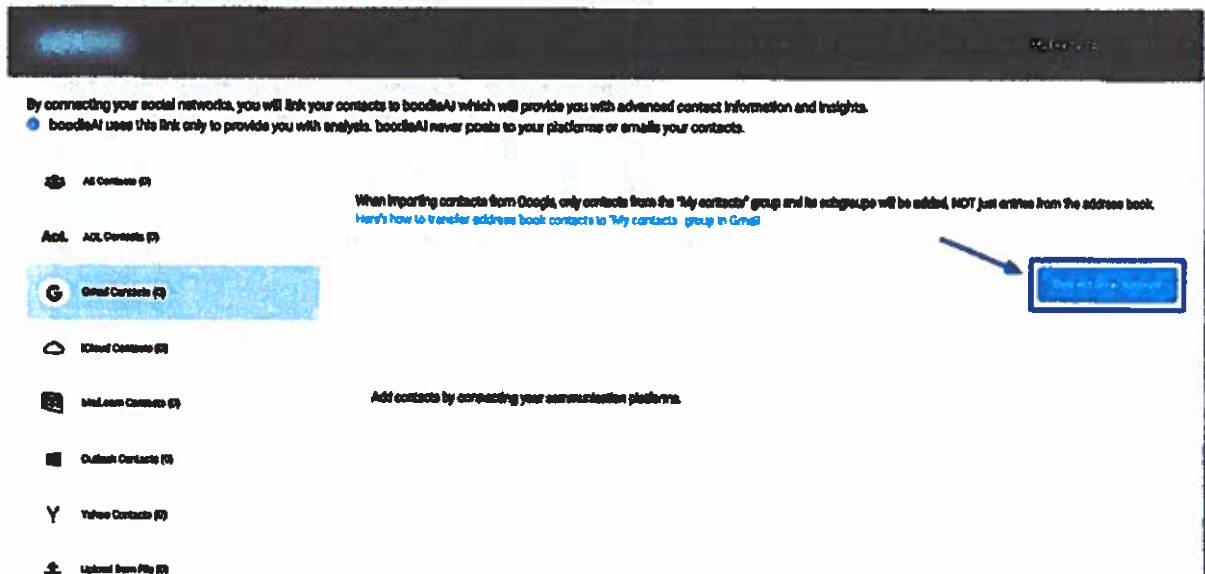 By connecting your social networks, you will link your contacts to boodleAI which will provide you with advanced contact information and insights.
boodleAI uses this link only to provide you with analysis. boodleAI never posts to your platforms or emails your contacts.
All Contacts (0)
When importing contacts from Google, only contacts from the "My contacts" group and its subgroups will be added, NOT just entries from the address book.
Here's how to transfer address book contacts to "My contacts" group in Gmail
Aol. AOL Contacts (0)
G Gmail Contacts (0)
iCloud Contacts (0)
Add contacts by connecting your communication platforms.
Contacts (0)
Outlook Contacts (0)
Y Yahoo Contacts (0)
Upload from File (0)